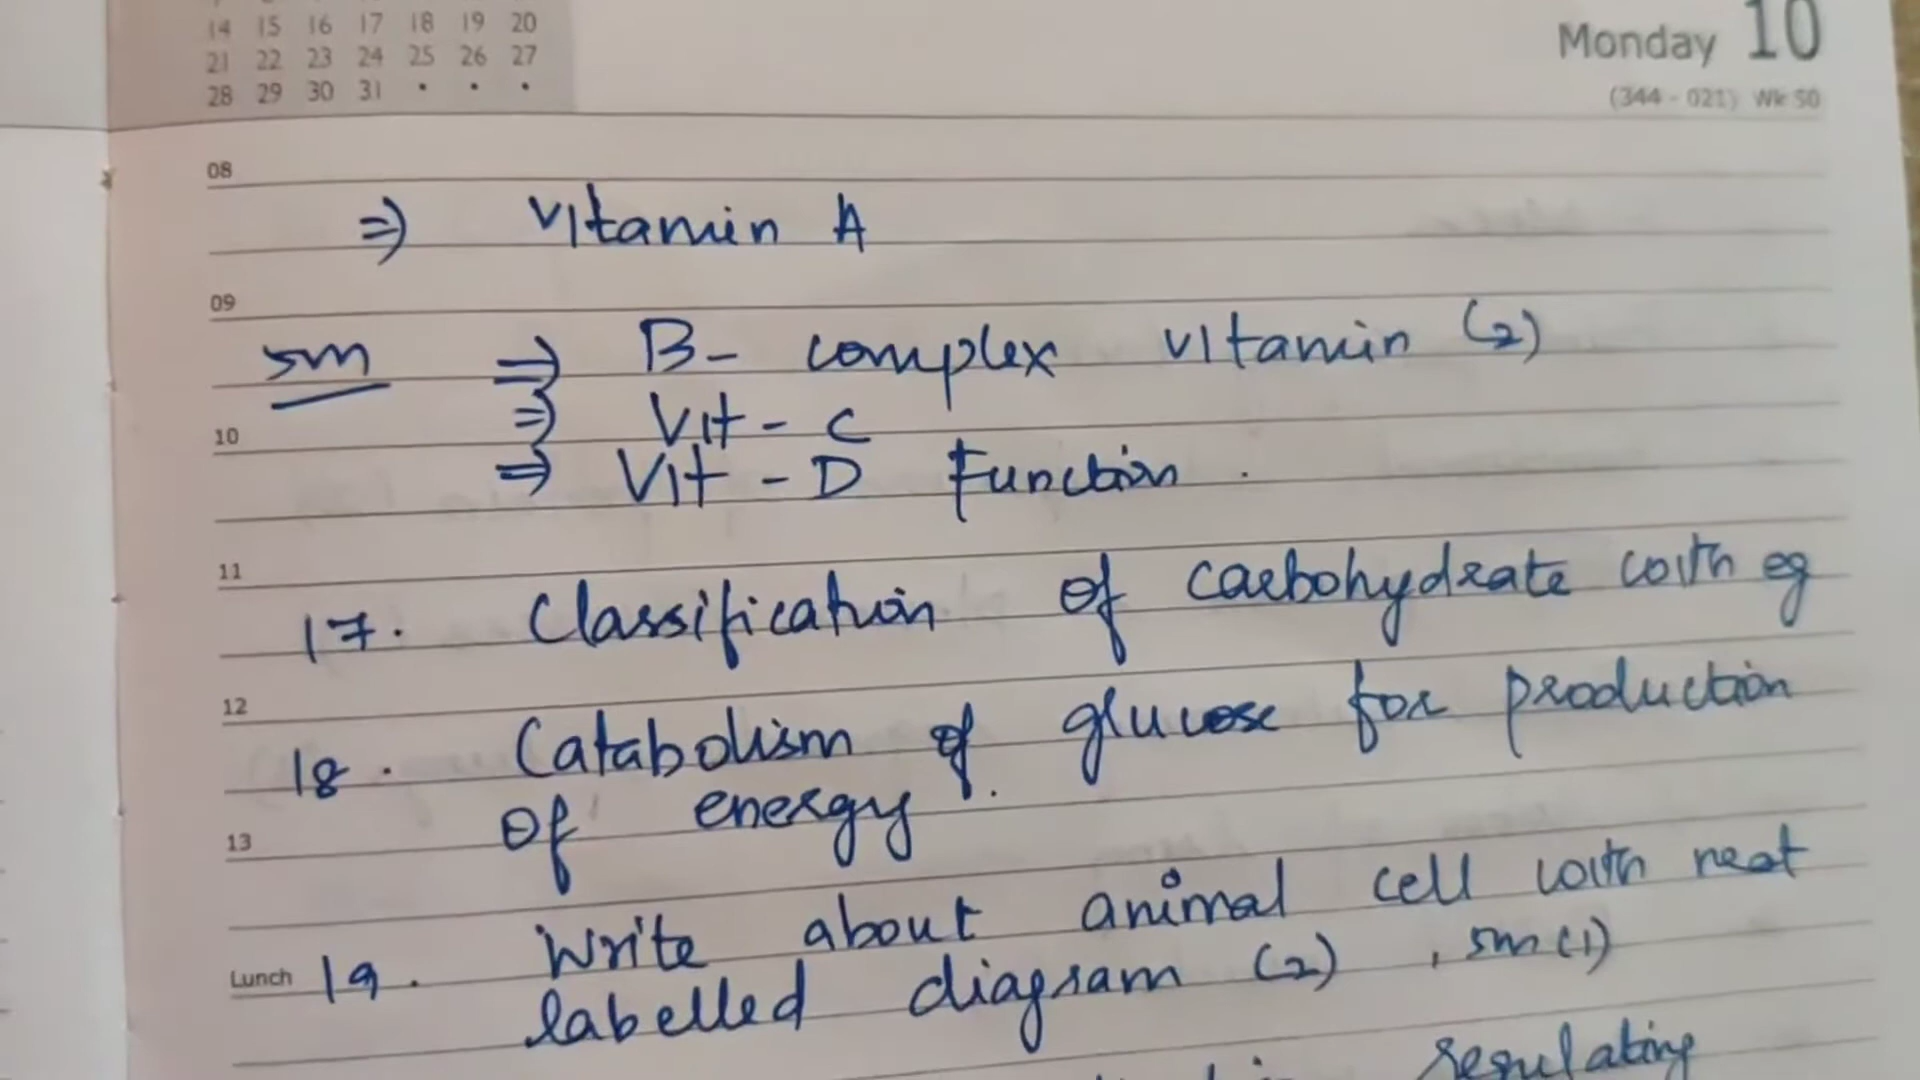 14 15 16 17 18 19 20
21 22 23 24 25 26 27
28 29 30 31 • • •
Monday 10
(344 - 021) Wk 50
08
⇒ Vitamin A
09
5m ⇒ B- complex vitamin (2)
⇒ Vit - C
10
⇒ Vit - D Function .
11
17. Classification of carbohydrate with eg
12
18. Catabolism of glucose for production
of energy .
13
19. Write about animal cell with neat
Lunch
labelled diagram (2) , 5m (1)
regulating